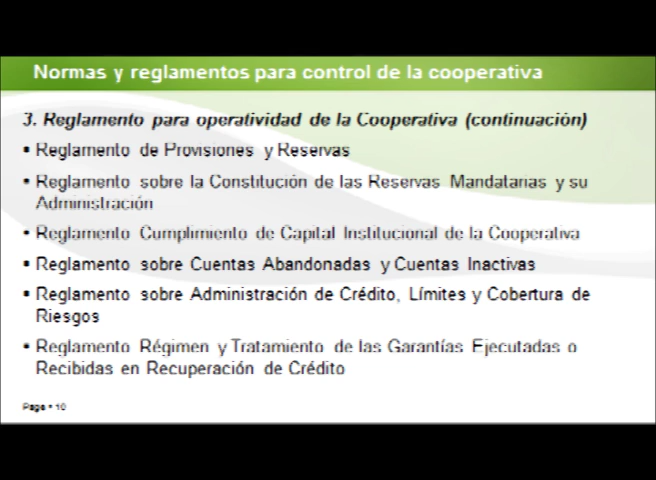 Normas y reglamentos para control de la cooperativa
3. Reglamento para operatividad de la Cooperativa (continuación)
▪ Reglamento de Provisiones y Reservas
▪ Reglamento sobre la Constitución de las Reservas Mandatarias y su
Administración
▪ Reglamento Cumplimiento de Capital Institucional de la Cooperativa
▪ Reglamento sobre Cuentas Abandonadas y Cuentas Inactivas
▪ Reglamento sobre Administración de Crédito, Límites y Cobertura de
Riesgos
▪ Reglamento Régimen y Tratamiento de las Garantías Ejecutadas o
Recibidas en Recuperación de Crédito
Page ▪ 10